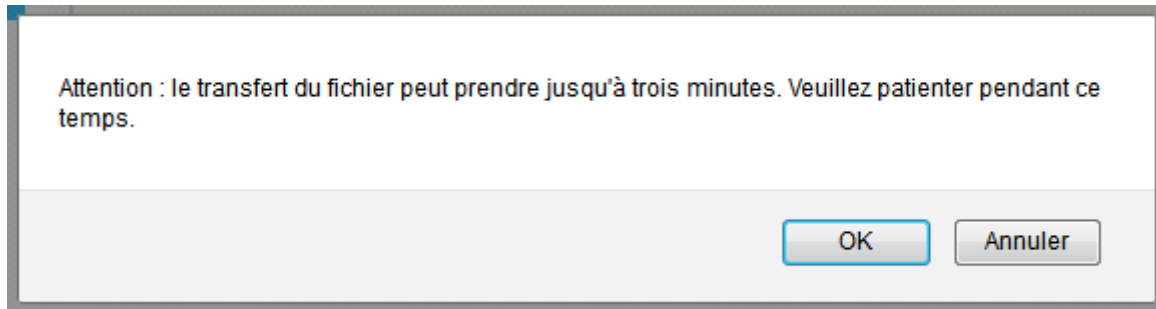 Attention : le transfert du fichier peut prendre jusqu'à trois minutes. Veuillez patienter pendant ce
temps.
OK Annuler